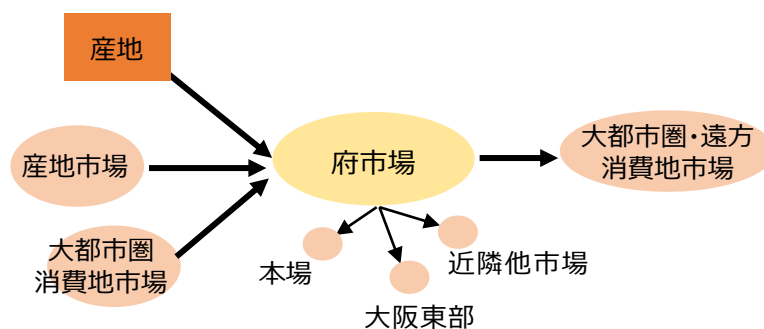 産地
産地市場
大都市圏
消費地市場
府市場
大都市圏・遠方
消費地市場
本場
大阪東部
近隣他市場